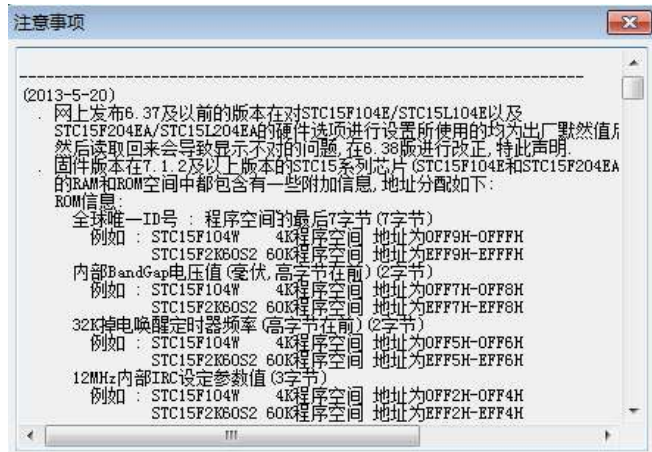 注意事项
------------------------------------------------------------
(2013-5-20)
. 网上发布6.37及以前的版本在对STC15F104E/STC15L104E以及
STC15F204EA/STC15L204EA的硬件选项进行设置所使用的均为出厂默然值,
然后读取回来会导致显示不对的问题,在6.38版进行改正,特此声明.
. 固件版本在7.1.2及以上版本的STC15系列芯片(STC15F104E和STC15F204EA
的RAM和ROM空间中都包含有一些附加信息,地址分配如下:
ROM信息:
全球唯一ID号 : 程序空间的最后7字节(7字节)
例如 : STC15F104W 4K程序空间 地址为0FF9H-0FFFH
STC15F2K60S2 60K程序空间 地址为EFF9H-EFFFH
内部BandGap电压值(毫伏,高字节在前)(2字节)
例如 : STC15F104W 4K程序空间 地址为0FF7H-0FF8H
STC15F2K60S2 60K程序空间 地址为EFF7H-EFF8H
32K掉电唤醒定时器频率(高字节在前)(2字节)
例如 : STC15F104W 4K程序空间 地址为0FF5H-0FF6H
STC15F2K60S2 60K程序空间 地址为EFF5H-EFF6H
12MHz内部IRC设定参数值(3字节)
例如 : STC15F104W 4K程序空间 地址为0FF2H-0FF4H
STC15F2K60S2 60K程序空间 地址为EFF2H-EFF4H